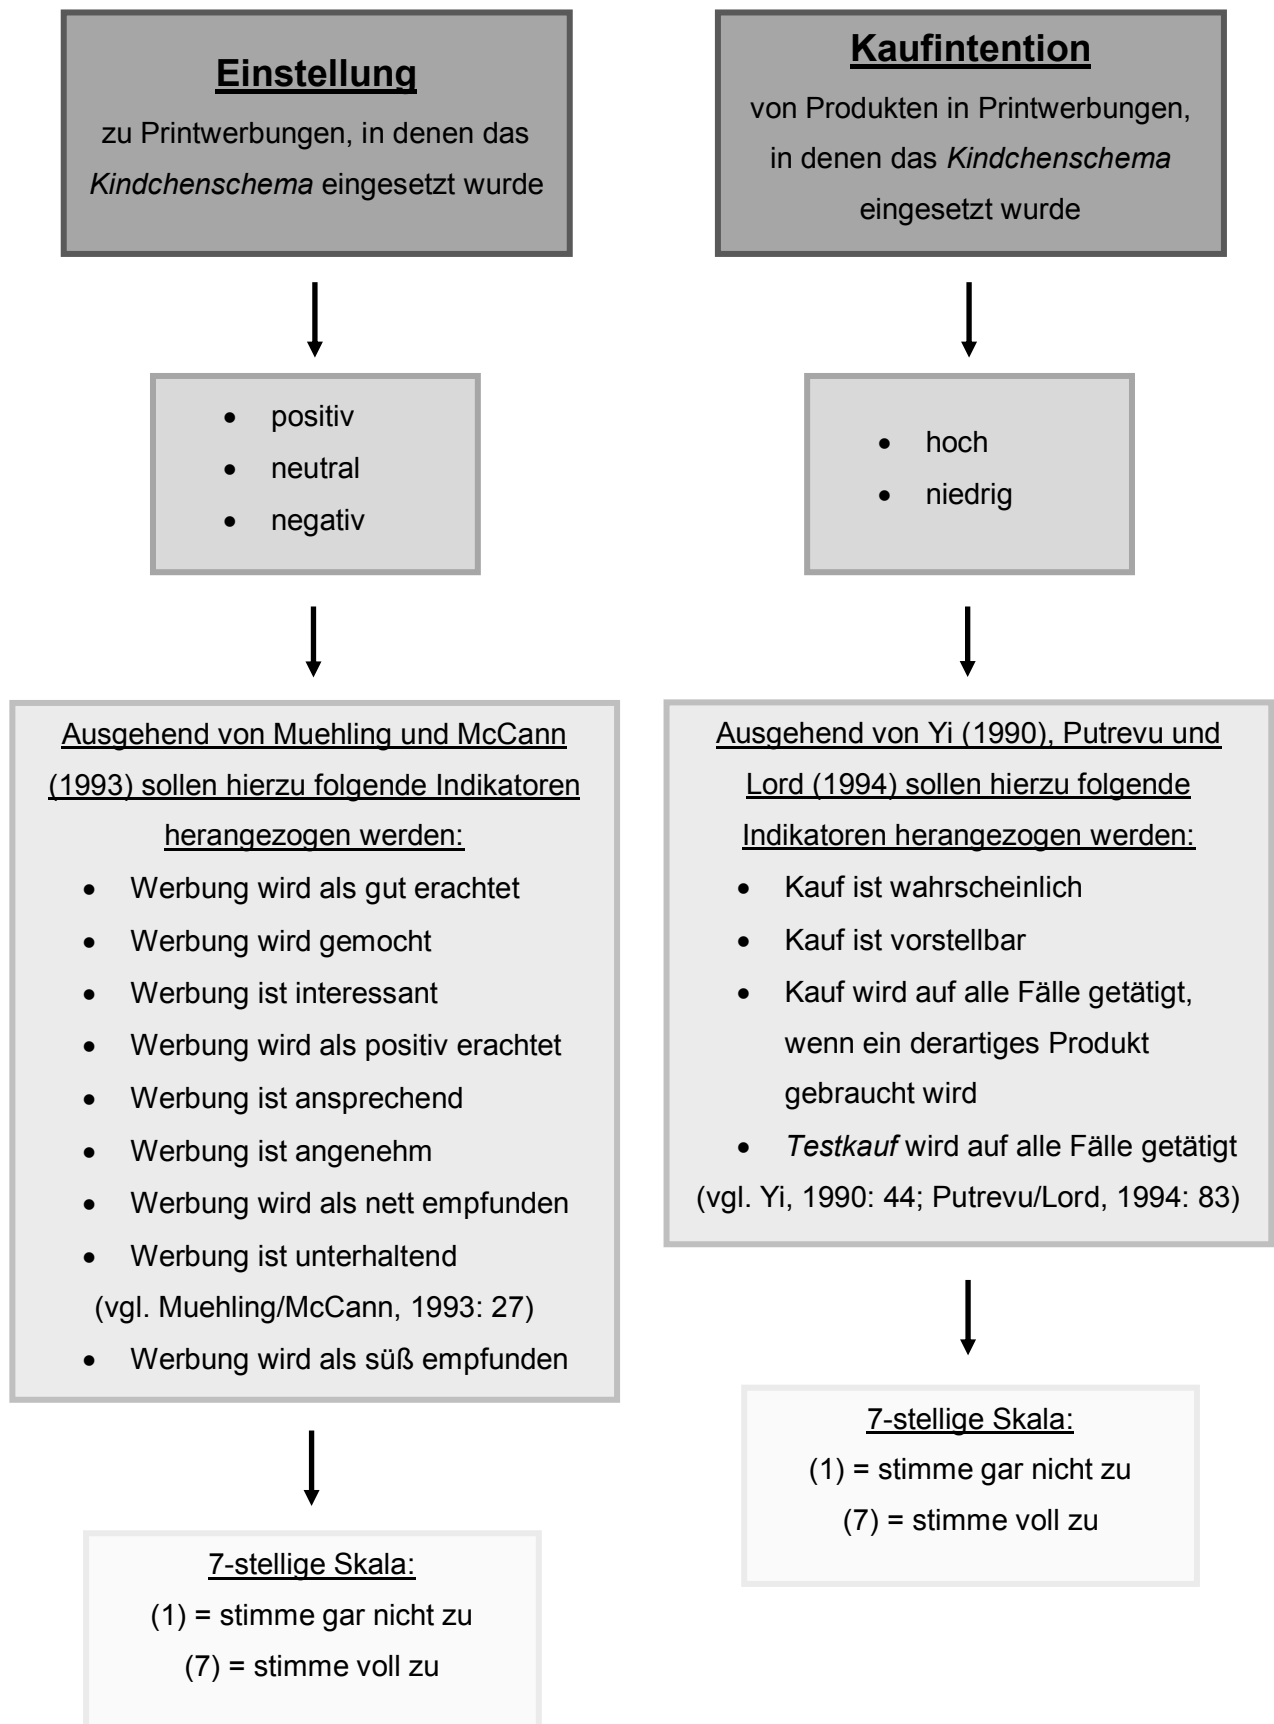 Einstellung
zu Printwerbungen, in denen das
Kindchenschema eingesetzt wurde
• positiv
• neutral
• negativ
Ausgehend von Muehling und McCann
(1993) sollen hierzu folgende Indikatoren
herangezogen werden:
• Werbung wird als gut erachtet
• Werbung wird gemocht
• Werbung ist interessant
• Werbung wird als positiv erachtet
• Werbung ist ansprechend
• Werbung ist angenehm
• Werbung wird als nett empfunden
• Werbung ist unterhaltend
(vgl. Muehling/McCann, 1993: 27)
• Werbung wird als süß empfunden
7-stellige Skala:
(1) = stimme gar nicht zu
(7) = stimme voll zu
Kaufintention
von Produkten in Printwerbungen,
in denen das Kindchenschema
eingesetzt wurde
• hoch
• niedrig
Ausgehend von Yi (1990), Putrevu und
Lord (1994) sollen hierzu folgende
Indikatoren herangezogen werden:
• Kauf ist wahrscheinlich
• Kauf ist vorstellbar
• Kauf wird auf alle Fälle getätigt,
wenn ein derartiges Produkt
gebraucht wird
• Testkauf wird auf alle Fälle getätigt
(vgl. Yi, 1990: 44; Putrevu/Lord, 1994: 83)
7-stellige Skala:
(1) = stimme gar nicht zu
(7) = stimme voll zu